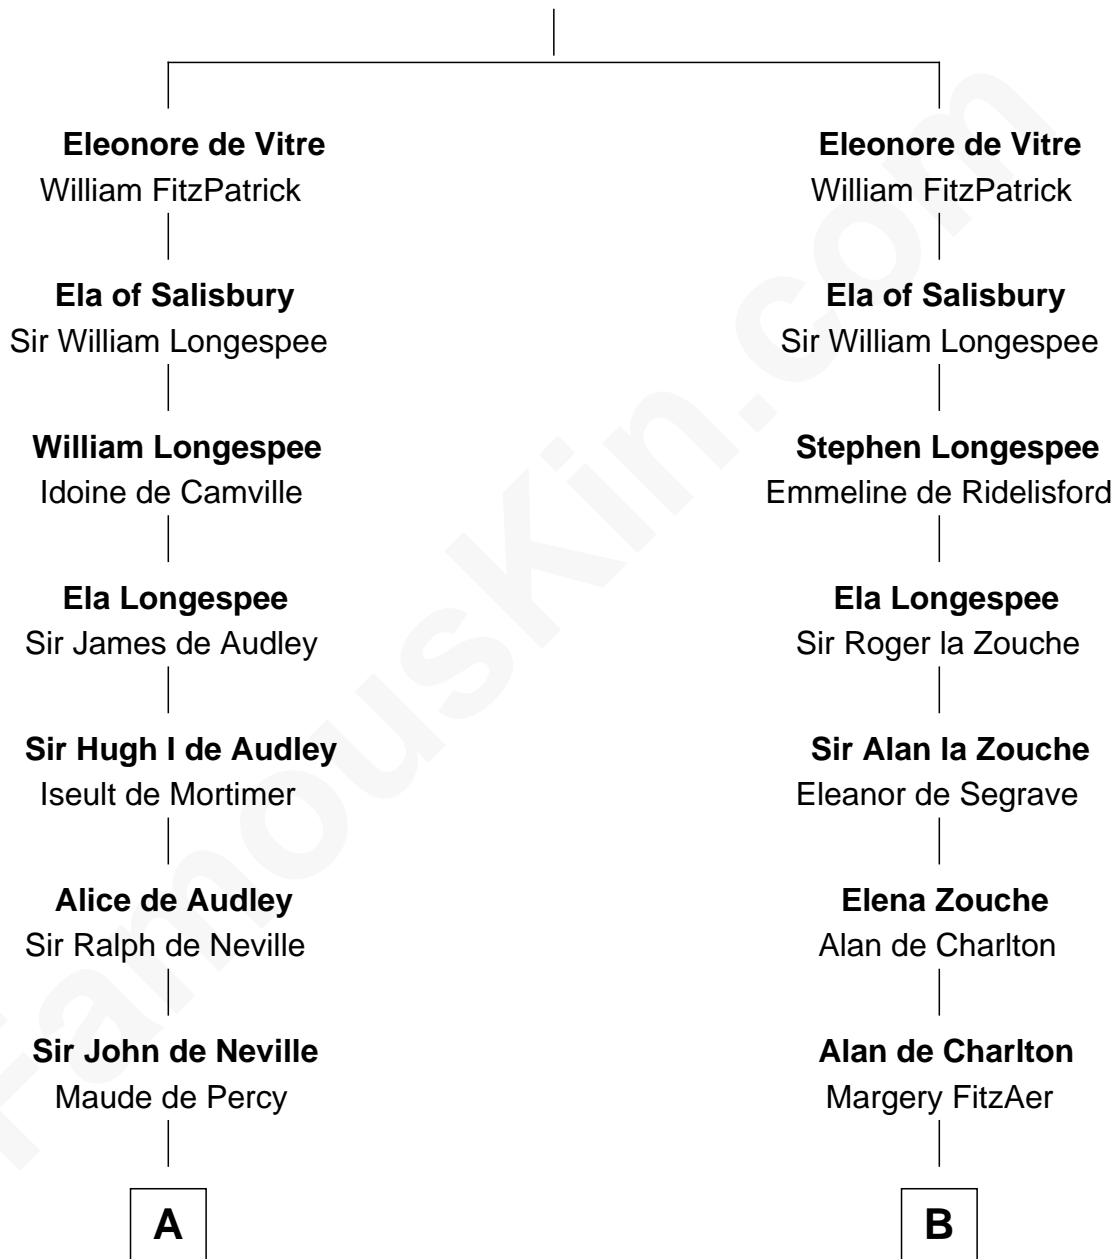 Eleonore de Vitre
William FitzPatrick
Ela of Salisbury
Sir William Longespee
William Longespee
Idoine de Camville
Ela Longespee
Sir James de Audley
Sir Hugh I de Audley
Iseult de Mortimer
Alice de Audley
Sir Ralph de Neville
Sir John de Neville
Maude de Percy
A
Eleonore de Vitre
William FitzPatrick
Ela of Salisbury
Sir William Longespee
Stephen Longespee
Emmeline de Ridelisford
Ela Longespee
Sir Roger la Zouche
Sir Alan la Zouche
Eleanor de Segrave
Elena Zouche
Alan de Charlton
Alan de Charlton
Margery FitzAer
B
FamousKin.com